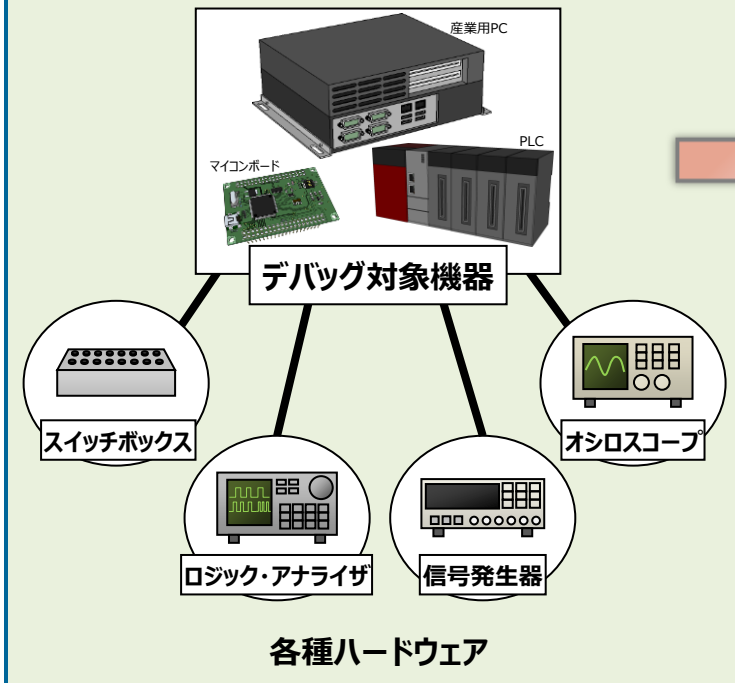 産業用PC
PLC
マイコンボード
デバッグ対象機器
スイッチボックス
オシロスコープ
ロジック・アナライザ
信号発生器
各種ハードウェア